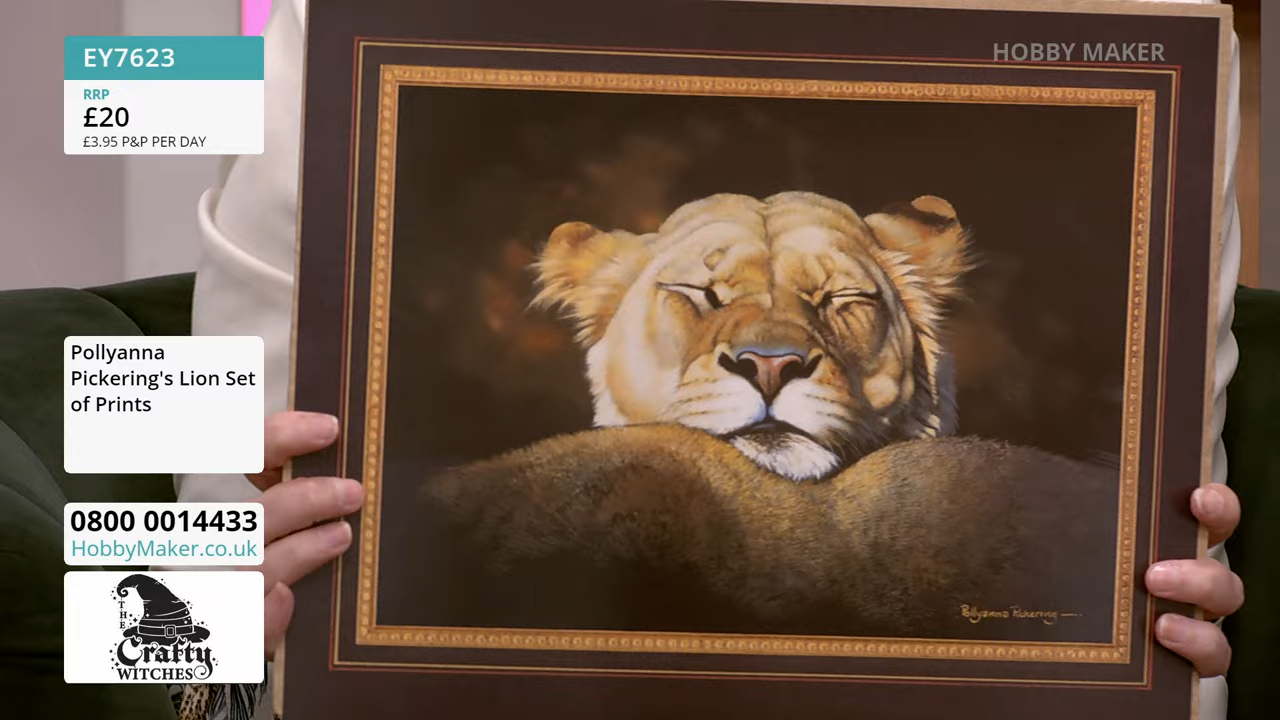 EY7623
RRP
£20
£3.95 P&P PER DAY
HOBBY MAKER
Pollyanna
Pickering's Lion Set
of Prints
0800 0014433
HobbyMaker.co.uk
THE
Crafty
WITCHES
Pollyanna Pickering